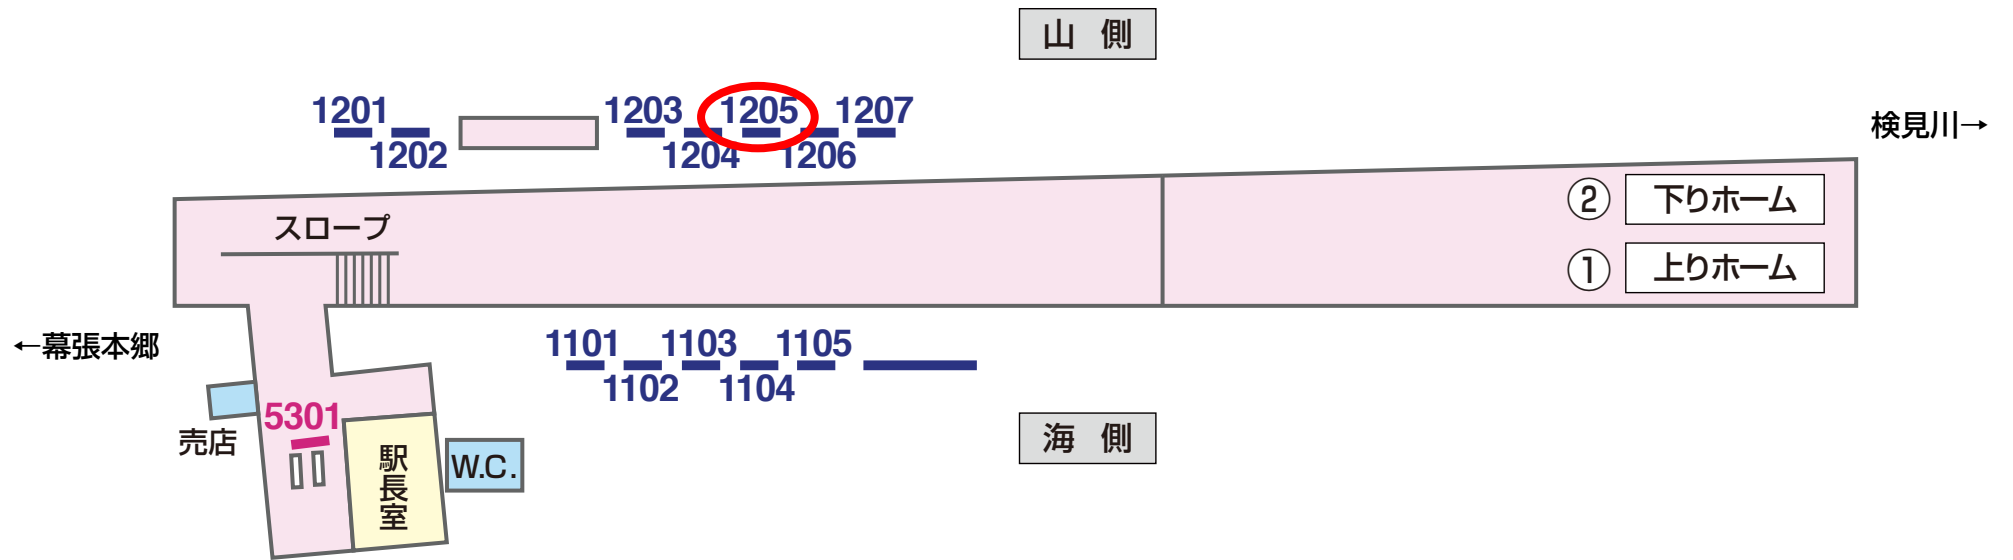 山側
1201
1203
1205
1207
検見川→
1202
1204
1206
② 下りホーム
スロープ
① 上りホーム
←幕張本郷
1101
1103
1105
1102
1104
5301
売店
海側
駅長室
W.C.